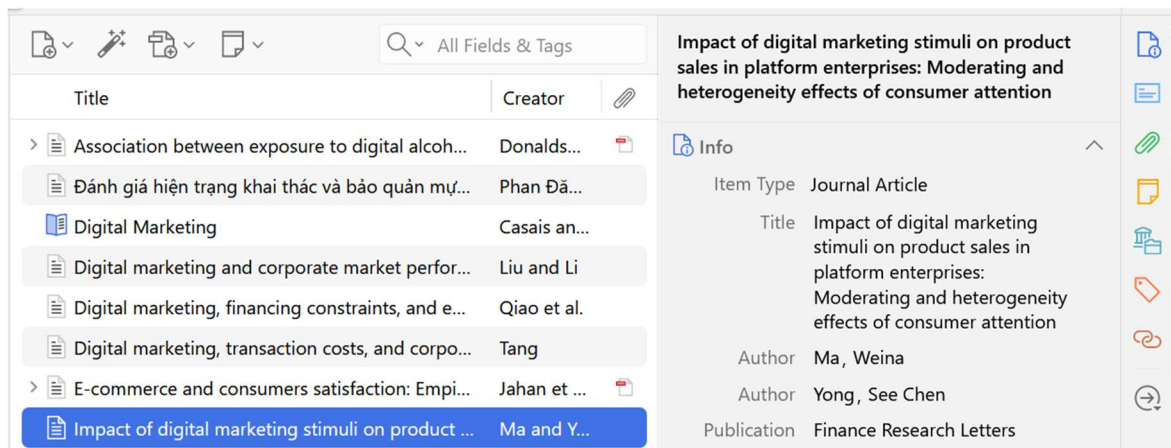 All Fields & Tags
Title Creator
Association between exposure to digital alcoh... Donalds...
Đánh giá hiện trạng khai thác và bảo quản mự... Phan Đă...
Digital Marketing Casais an...
Digital marketing and corporate market perfor... Liu and Li
Digital marketing, financing constraints, and e... Qiao et al.
Digital marketing, transaction costs, and corpo... Tang
E-commerce and consumers satisfaction: Empi... Jahan et ...
Impact of digital marketing stimuli on product ... Ma and Y...
Impact of digital marketing stimuli on product
sales in platform enterprises: Moderating and
heterogeneity effects of consumer attention
Info
Item Type Journal Article
Title Impact of digital marketing
stimuli on product sales in
platform enterprises:
Moderating and heterogeneity
effects of consumer attention
Author Ma, Weina
Author Yong, See Chen
Publication Finance Research Letters